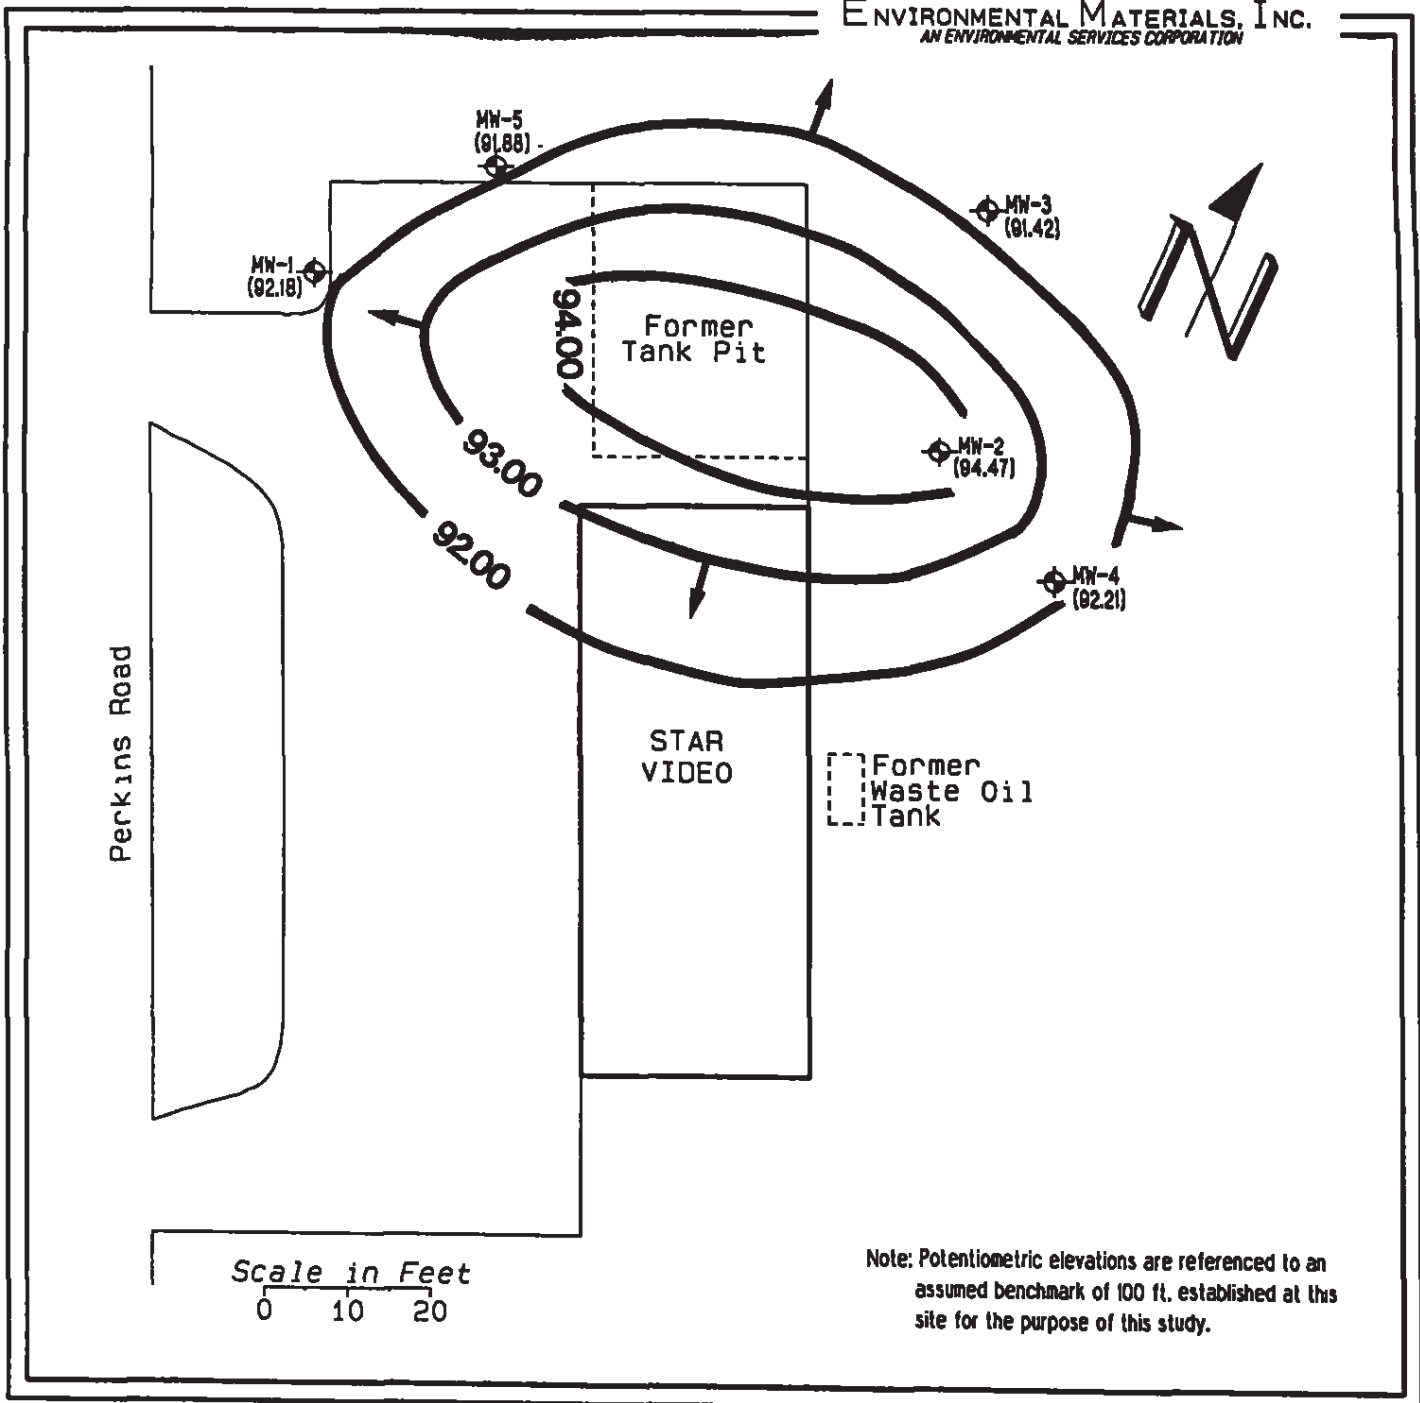 ENVIRONMENTAL MATERIALS, INC.
AN ENVIRONMENTAL SERVICES CORPORATION
MW-5
(91.88)
MW-3
(91.42)
MW-1
(92.18)
94.00
Former
Tank Pit
N
MW-2
(94.47)
93.00
92.00
MW-4
(92.21)
Perkins Road
STAR
VIDEO
Former
Waste Oil
Tank
Scale in Feet
0 10 20
Note: Potentiometric elevations are referenced to an
assumed benchmark of 100 ft. established at this
site for the purpose of this study.